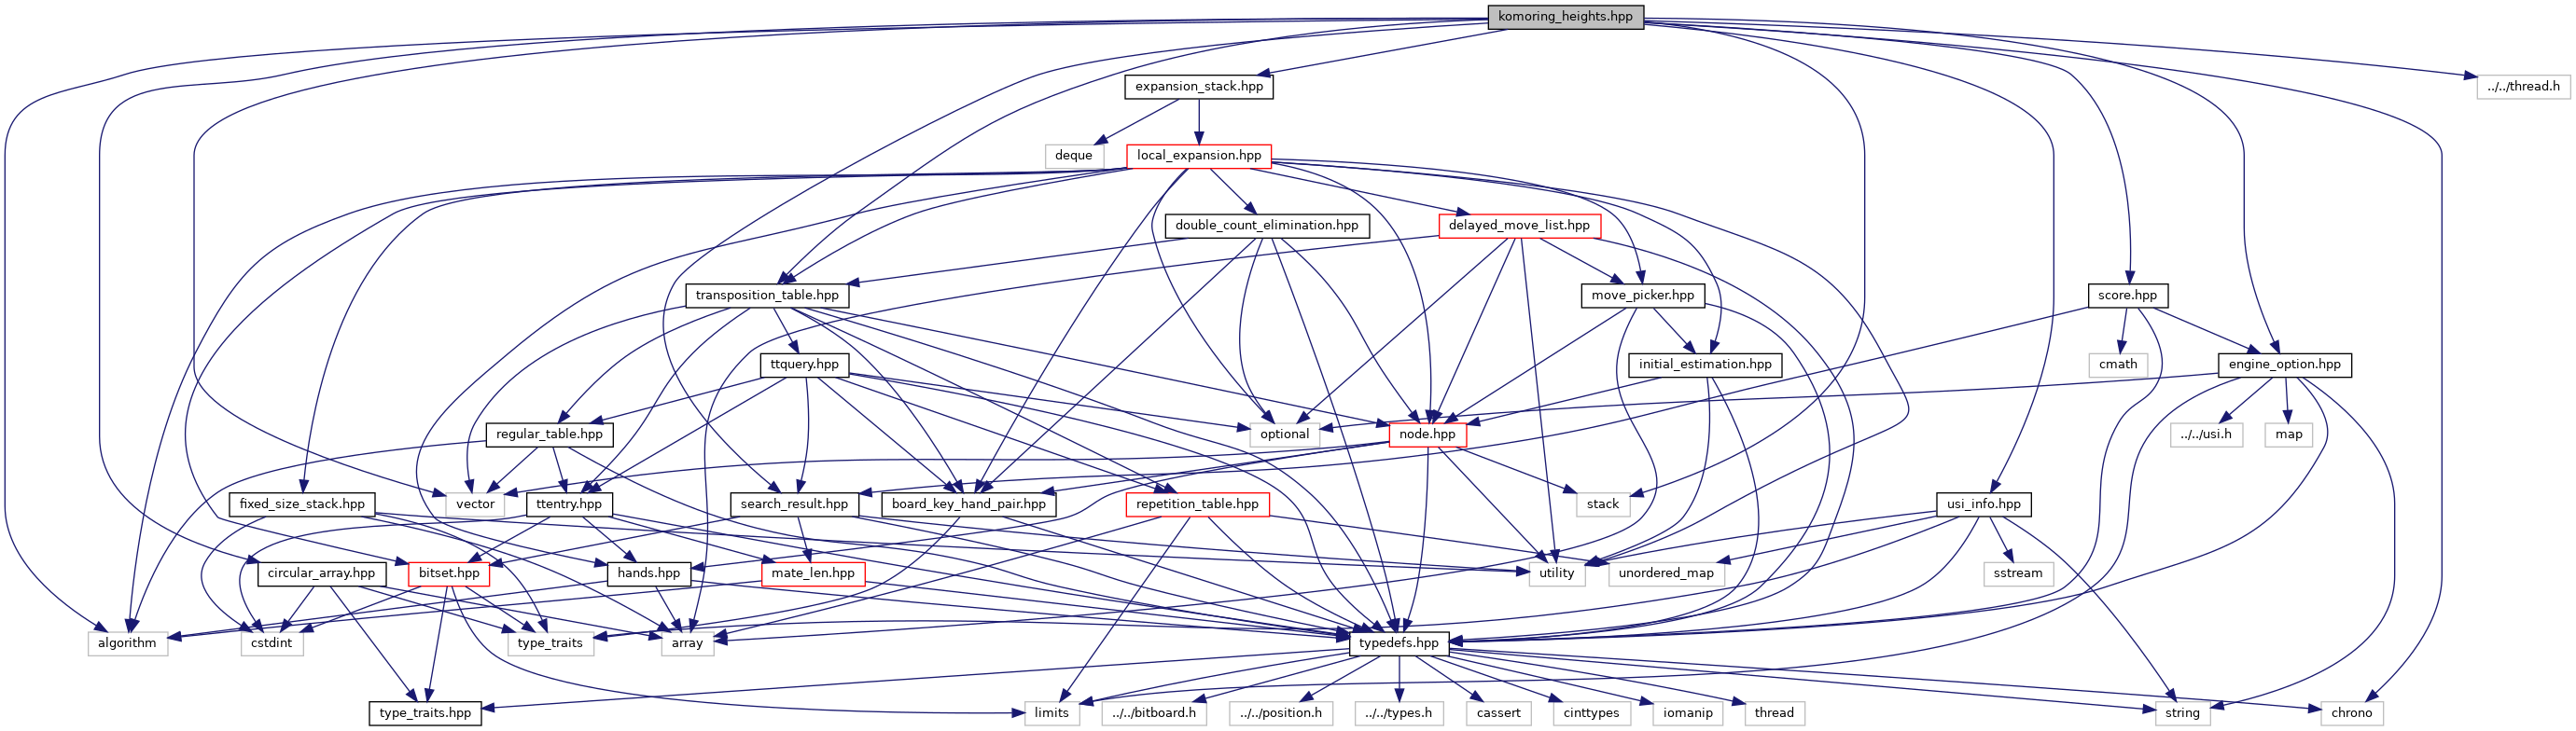 komoring_heights.hpp
expansion_stack.hpp
../../thread.h
deque
local_expansion.hpp
double_count_elimination.hpp
delayed_move_list.hpp
transposition_table.hpp
move_picker.hpp
score.hpp
ttquery.hpp
initial_estimation.hpp
cmath
engine_option.hpp
regular_table.hpp
optional
node.hpp
../../usi.h
map
fixed_size_stack.hpp
vector
ttentry.hpp
search_result.hpp
board_key_hand_pair.hpp
repetition_table.hpp
stack
usi_info.hpp
circular_array.hpp
bitset.hpp
hands.hpp
mate_len.hpp
utility
unordered_map
sstream
algorithm
cstdint
type_traits
array
typedefs.hpp
type_traits.hpp
limits
../../bitboard.h
../../position.h
../../types.h
cassert
cinttypes
iomanip
thread
string
chrono